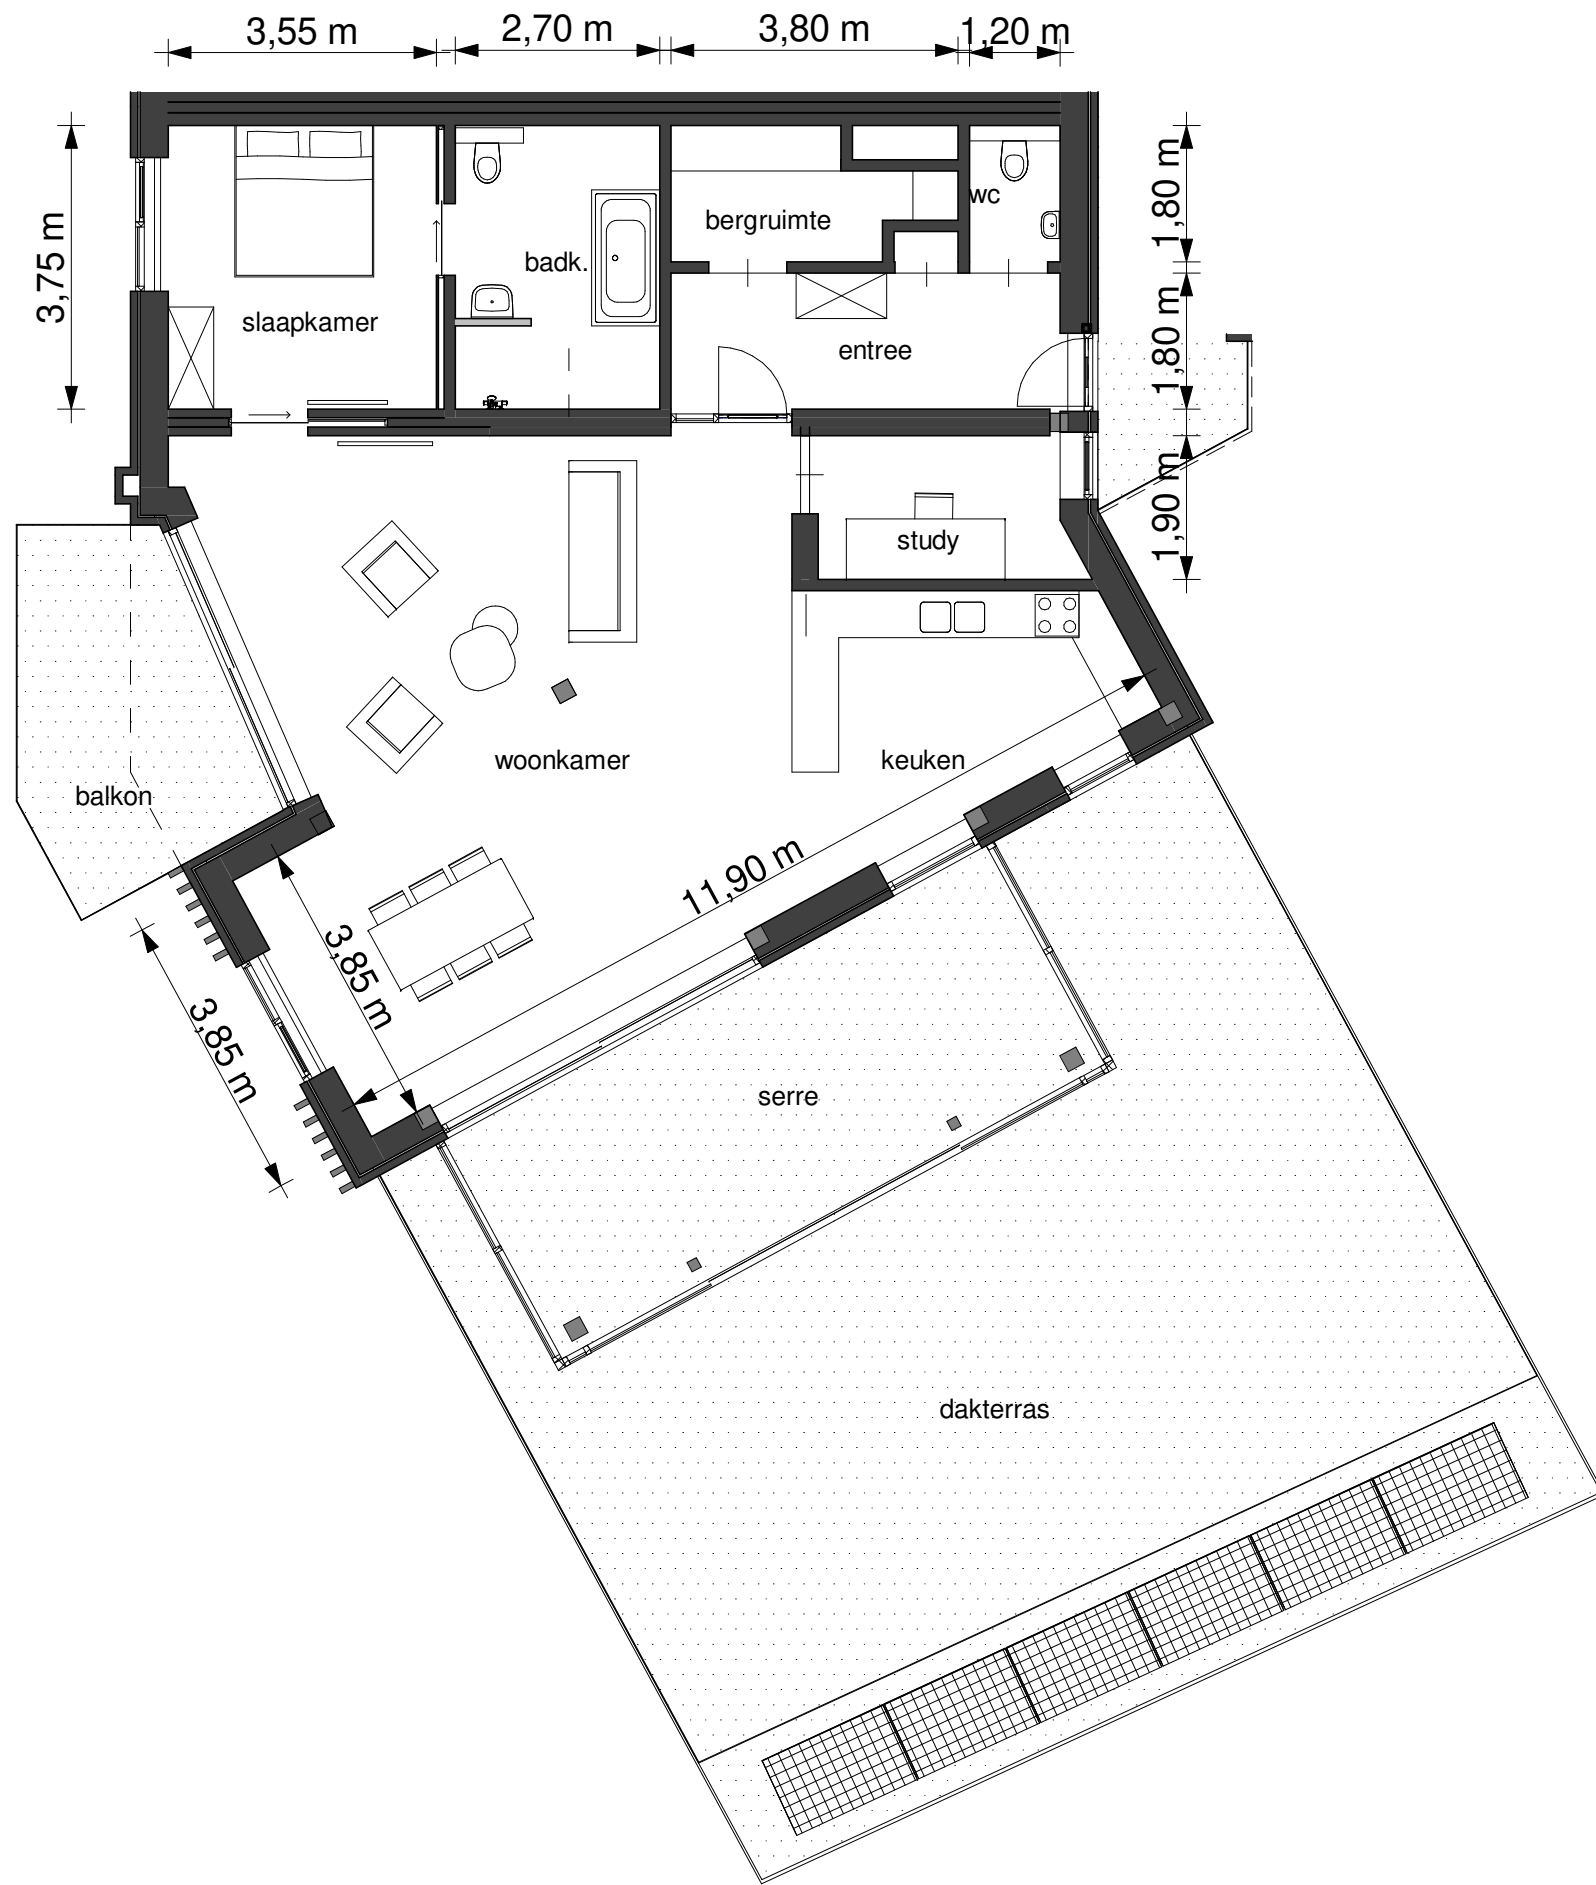 3,55 m
2,70 m
3,80 m
1,20 m
3,75 m
1,80 m
1,80 m
1,90 m
wc
bergruimte
badk.
slaapkamer
entree
study
woonkamer
keuken
balkon
11,90 m
3,85 m
3,85 m
serre
dakterras